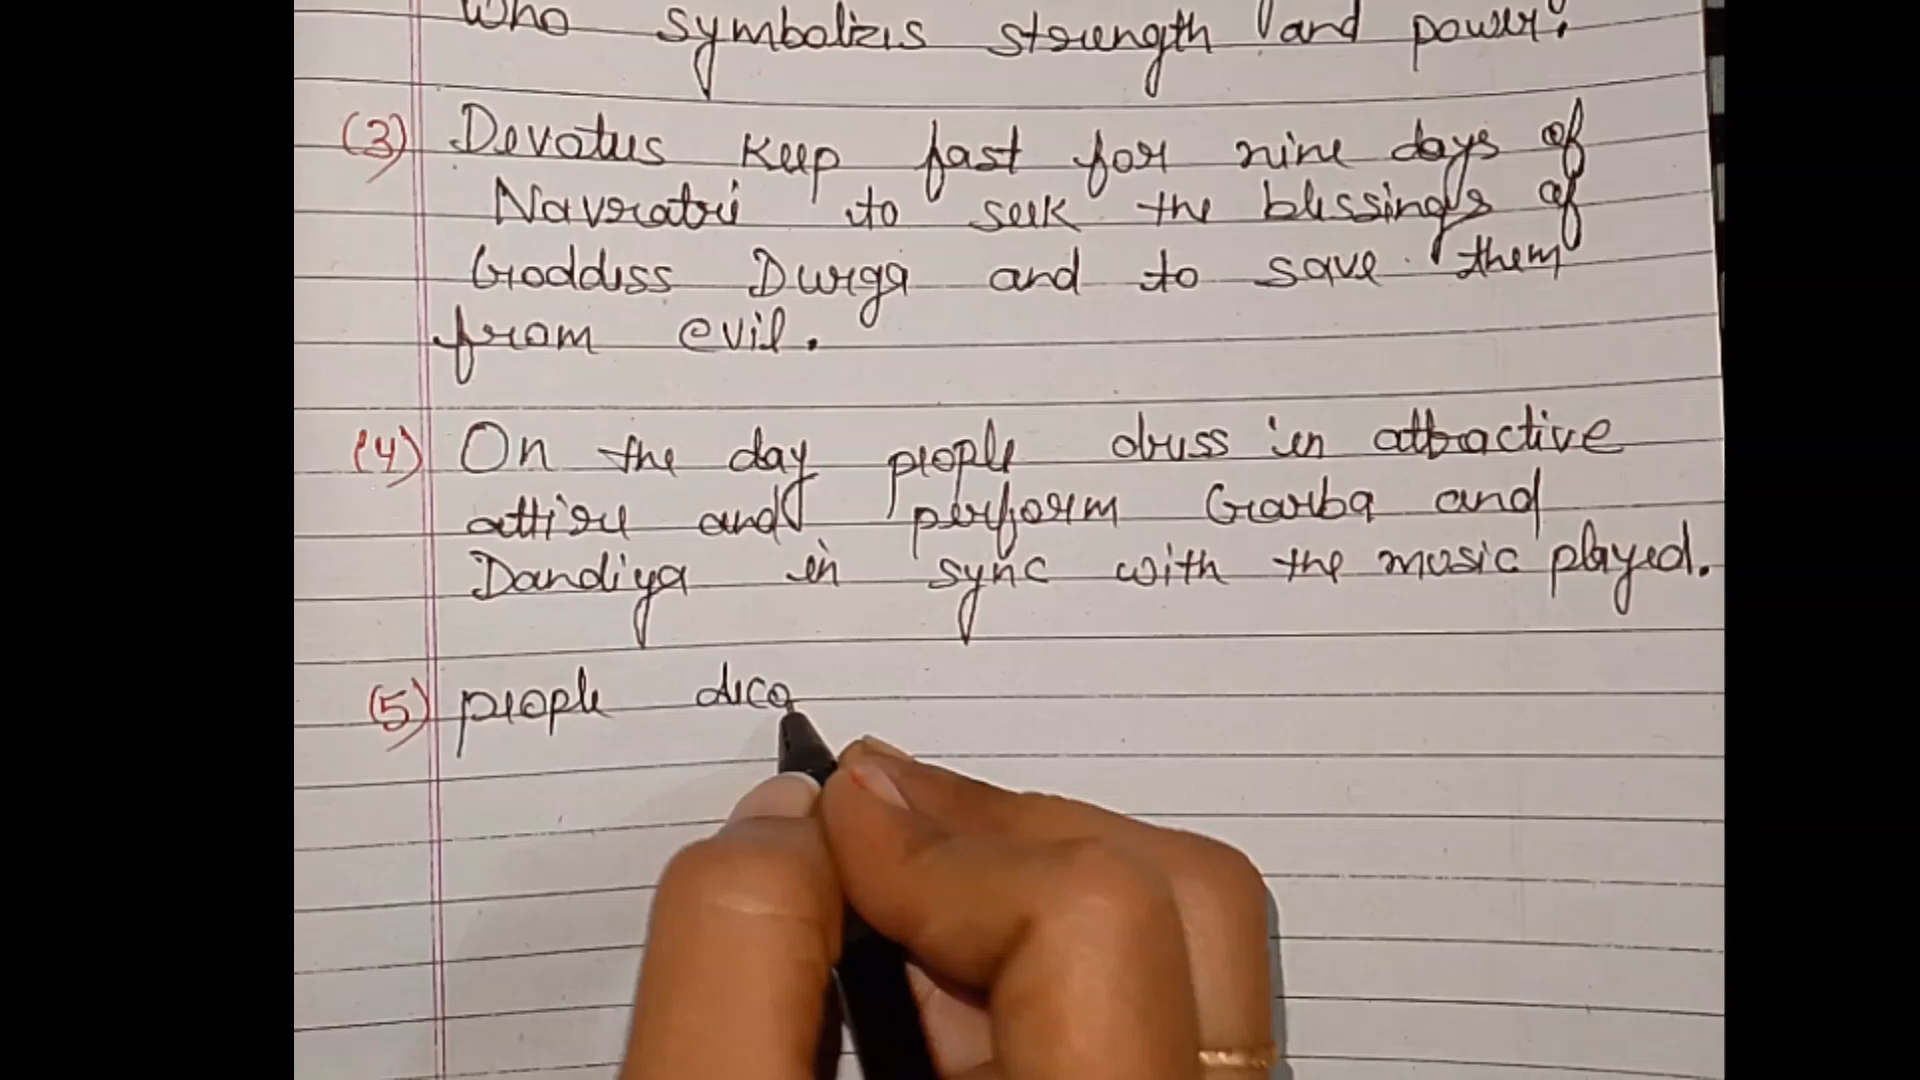 who symbolizes strength and power.
(3) Devotees keep fast for nine days of
Navratri to seek the blessings of
Goddess Durga and to save them
from evil.
(4) On the day people dress in attractive
attire and perform Garba and
Dandiya in sync with the music played.
(5) people deco